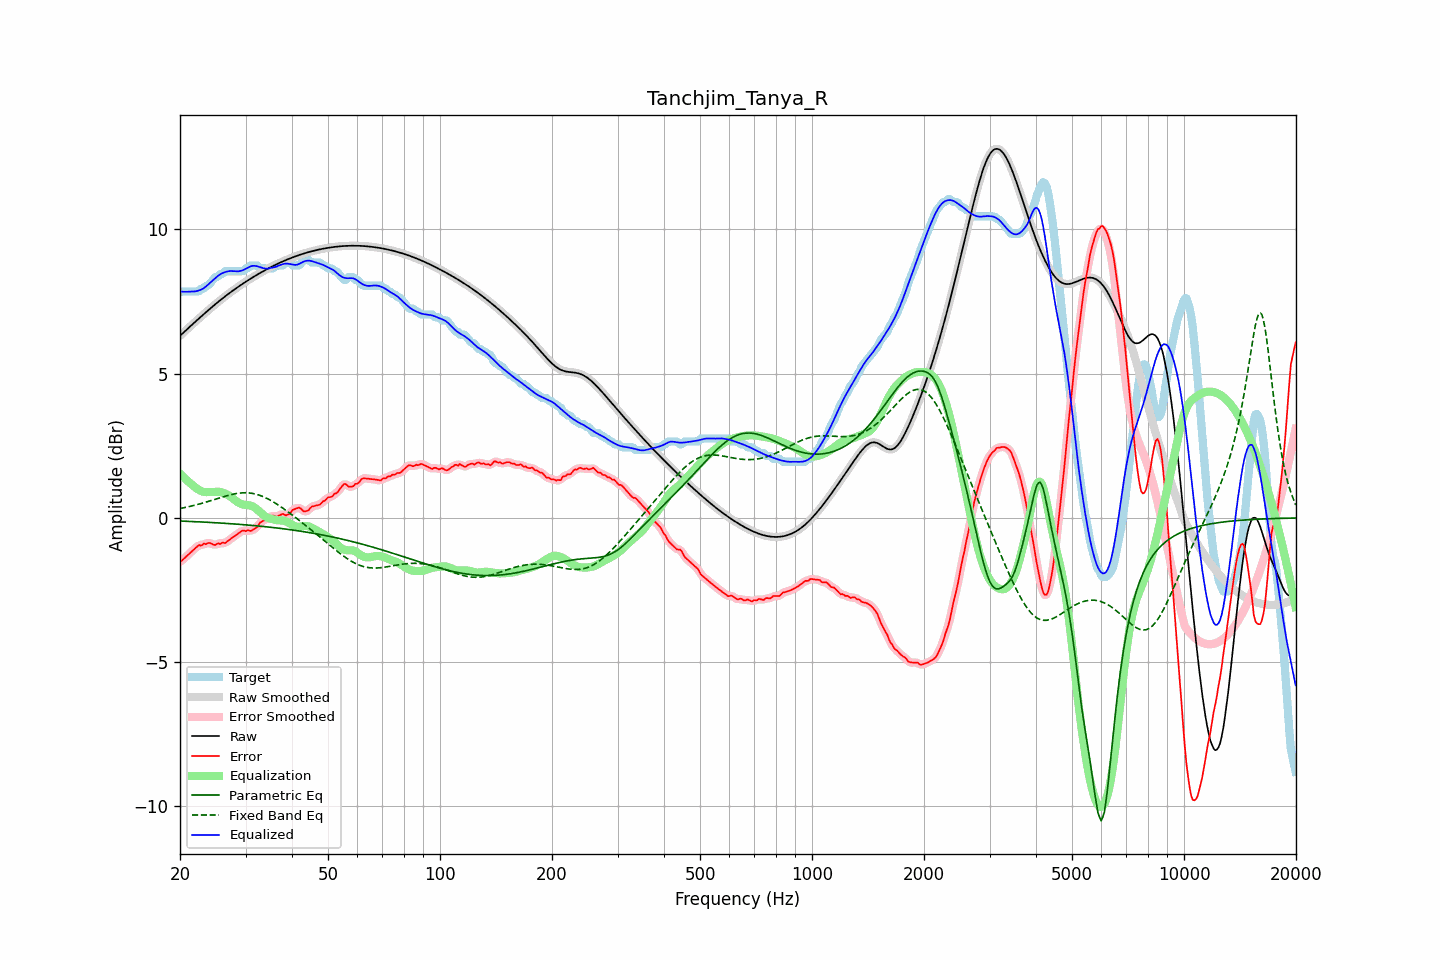 Tanchjim_Tanya_R
Amplitude (dBr)
10
5
0
−5
−10
Target
Raw Smoothed
Error Smoothed
Raw
Error
Equalization
Parametric Eq
Fixed Band Eq
Equalized
20 50 100 200 500 1000 2000 5000 10000 20000
Frequency (Hz)